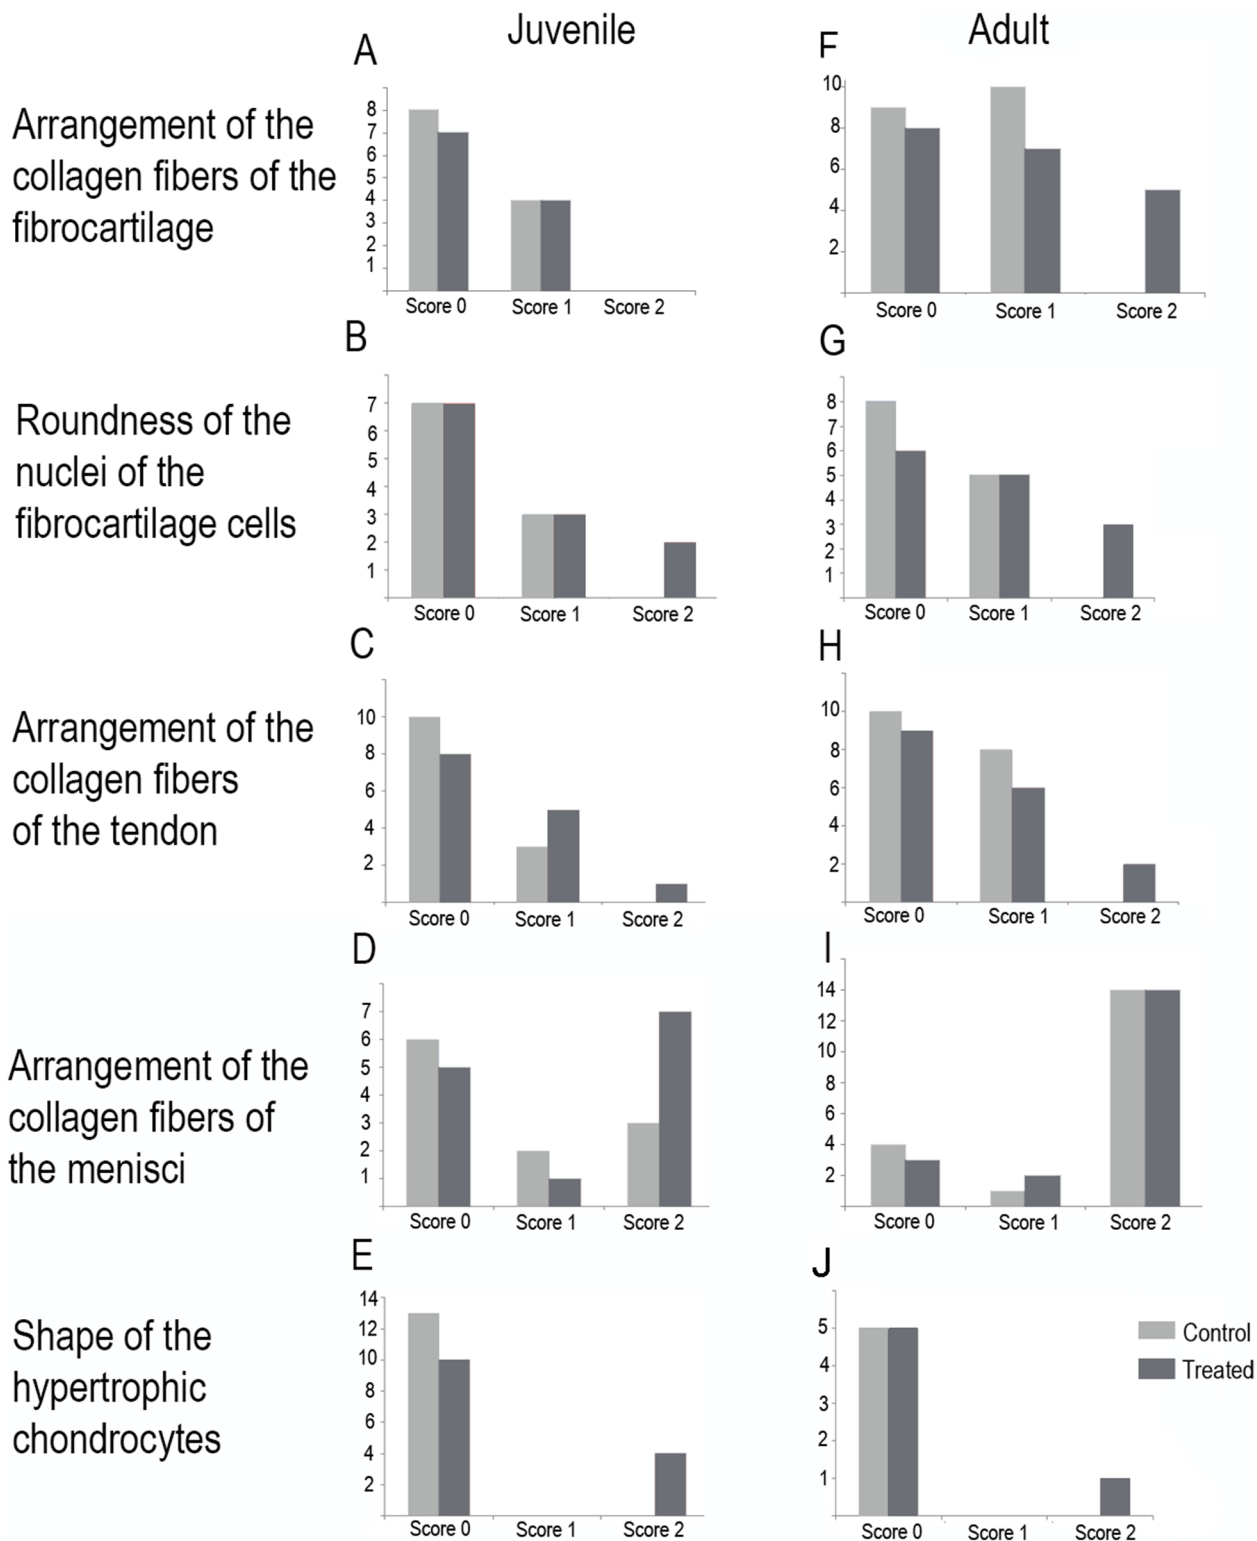 Juvenile
Adult
Arrangement of the
collagen fibers of the
fibrocartilage
A
8
7
6
5
4
3
2
1
Score 0 Score 1 Score 2
F
10
8
6
4
2
Score 0 Score 1 Score 2
Roundness of the
nuclei of the
fibrocartilage cells
B
7
6
5
4
3
2
1
Score 0 Score 1 Score 2
G
8
7
6
5
4
3
2
1
Score 0 Score 1 Score 2
Arrangement of the
collagen fibers
of the tendon
C
10
8
6
4
2
Score 0 Score 1 Score 2
H
10
8
6
4
2
Score 0 Score 1 Score 2
Arrangement of the
collagen fibers of
the menisci
D
7
6
5
4
3
2
1
Score 0 Score 1 Score 2
I
14
12
10
8
6
4
2
Score 0 Score 1 Score 2
Shape of the
hypertrophic
chondrocytes
E
14
12
10
8
6
4
2
Score 0 Score 1 Score 2
J
5
4
3
2
1
Score 0 Score 1 Score 2
Control
Treated